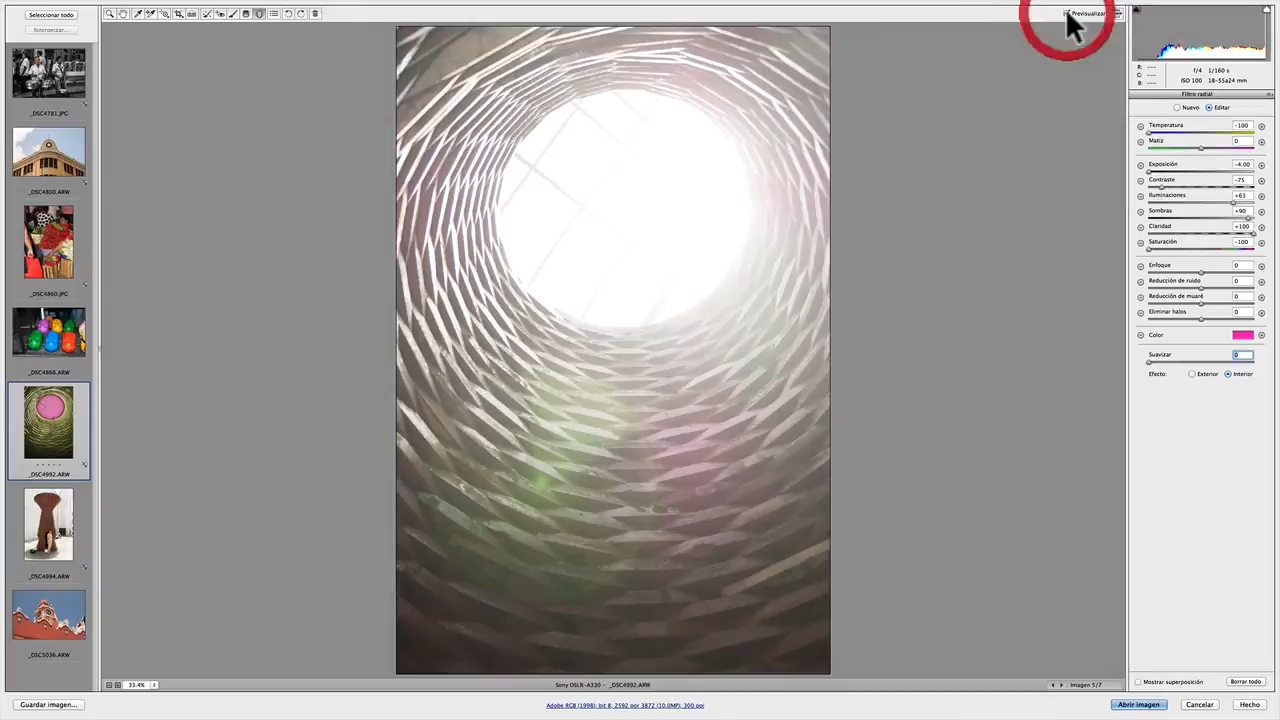 Seleccionar todo
Sincronizar...
Previsualizar
_DSC4781.JPG
_DSC4800.ARW
_DSC4860.JPG
_DSC4866.ARW
_DSC4992.ARW
_DSC4994.ARW
_DSC5036.ARW
R: ---
G: ---
B: ---
f/4 1/160 s
ISO 100 18-55a24 mm
Filtro radial
Nuevo Editar
Temperatura -100
Matiz 0
Exposición -4.00
Contraste -75
Iluminaciones +61
Sombras +90
Claridad +100
Saturación -100
Enfoque 0
Reducción de ruido 0
Reducción de muaré 0
Eliminar halos 0
Color
Suavizar 0
Efecto: Exterior Interior
33.4%
Sony DSLR-A330 - _DSC4992.ARW
Imagen 5/7
Mostrar superposición Borrar todo
Guardar imagen...
Adobe RGB (1998); bit 8; 2592 por 3872 (10.0MP); 300 ppi
Abrir imagen Cancelar Hecho